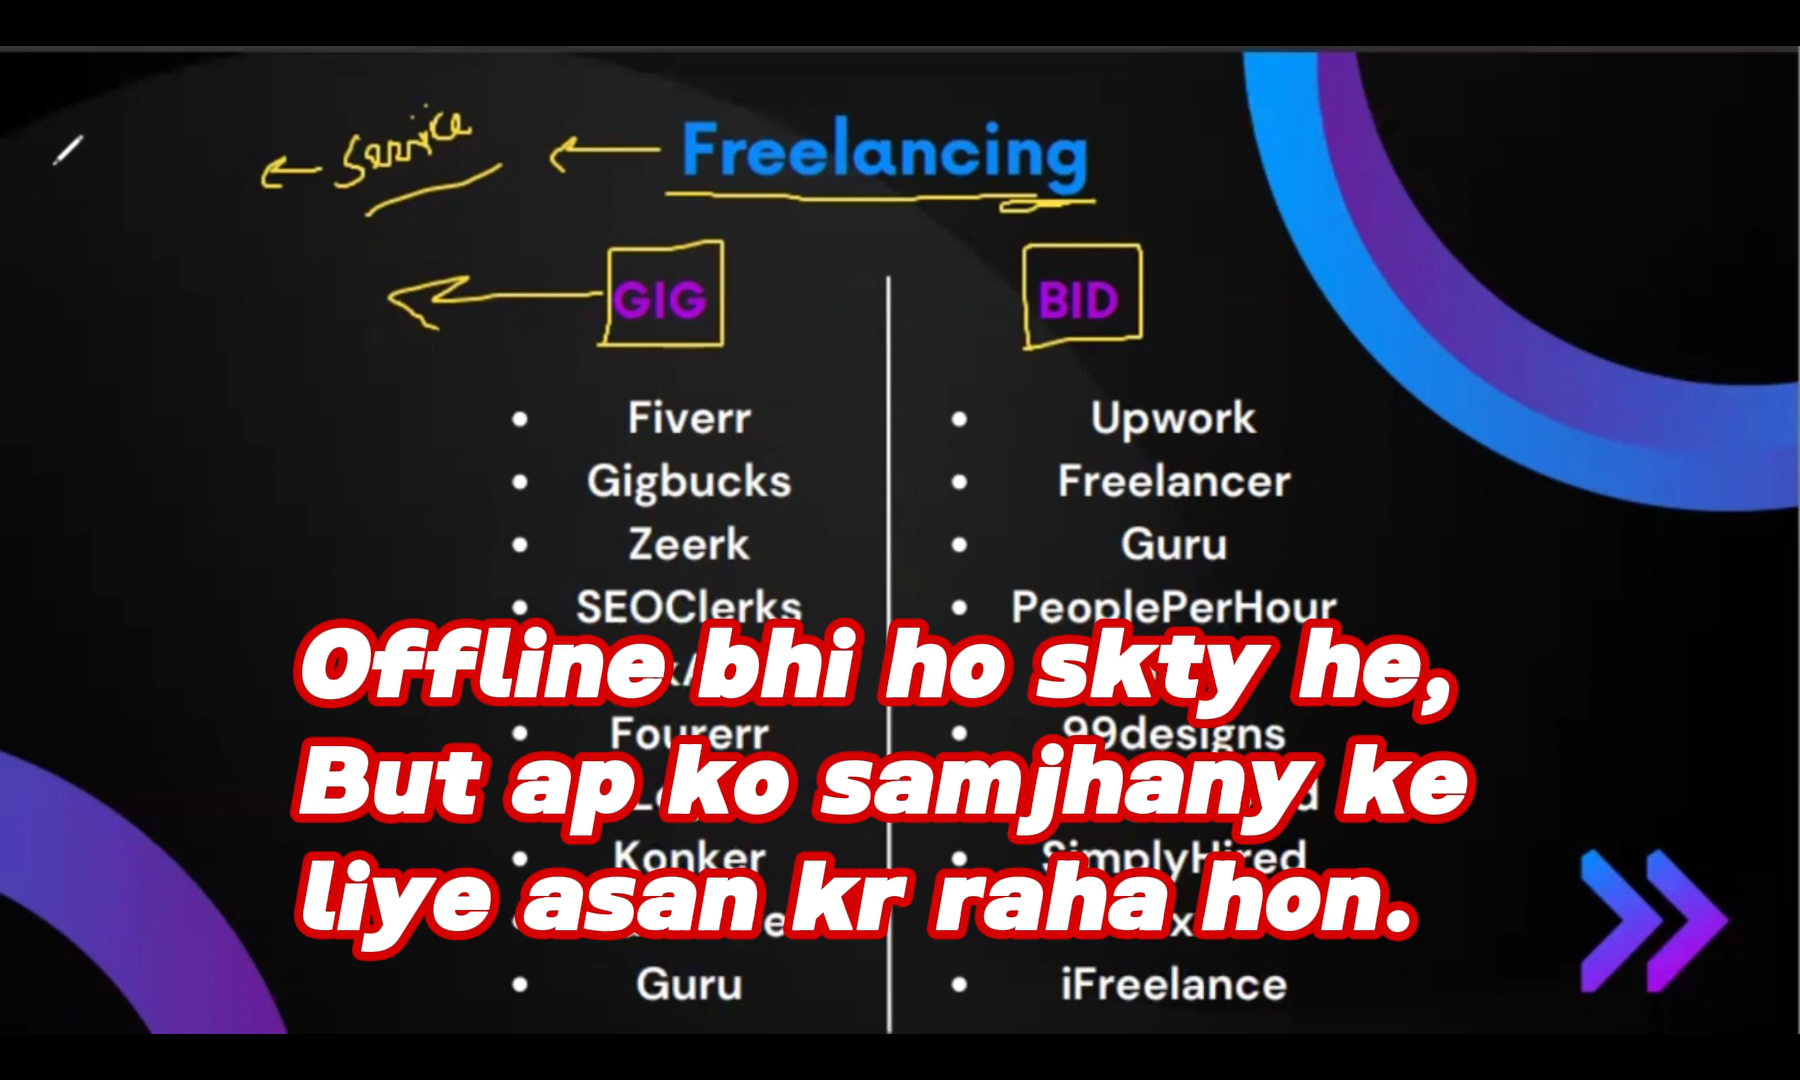 Service
Freelancing
GIG
BID
Fiverr
Gigbucks
Zeerk
SEOClerks
Fourerr
Konker
Guru
Upwork
Freelancer
Guru
PeoplePerHour
99designs
SimplyHired
iFreelance
Offline bhi ho skty he,
But ap ko samjhany ke
liye asan kr raha hon.